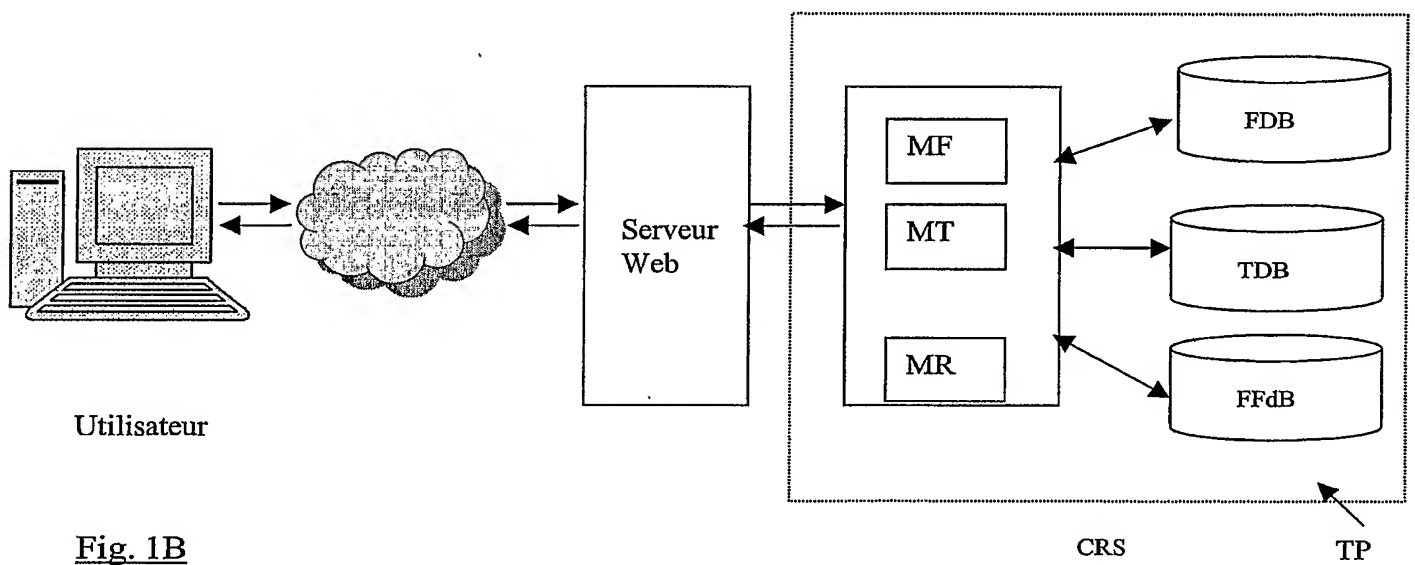 FDB
MF
MT
Serveur
Web
TDB
MR
FFdB
Utilisateur
Fig. 1B
CRS
TP